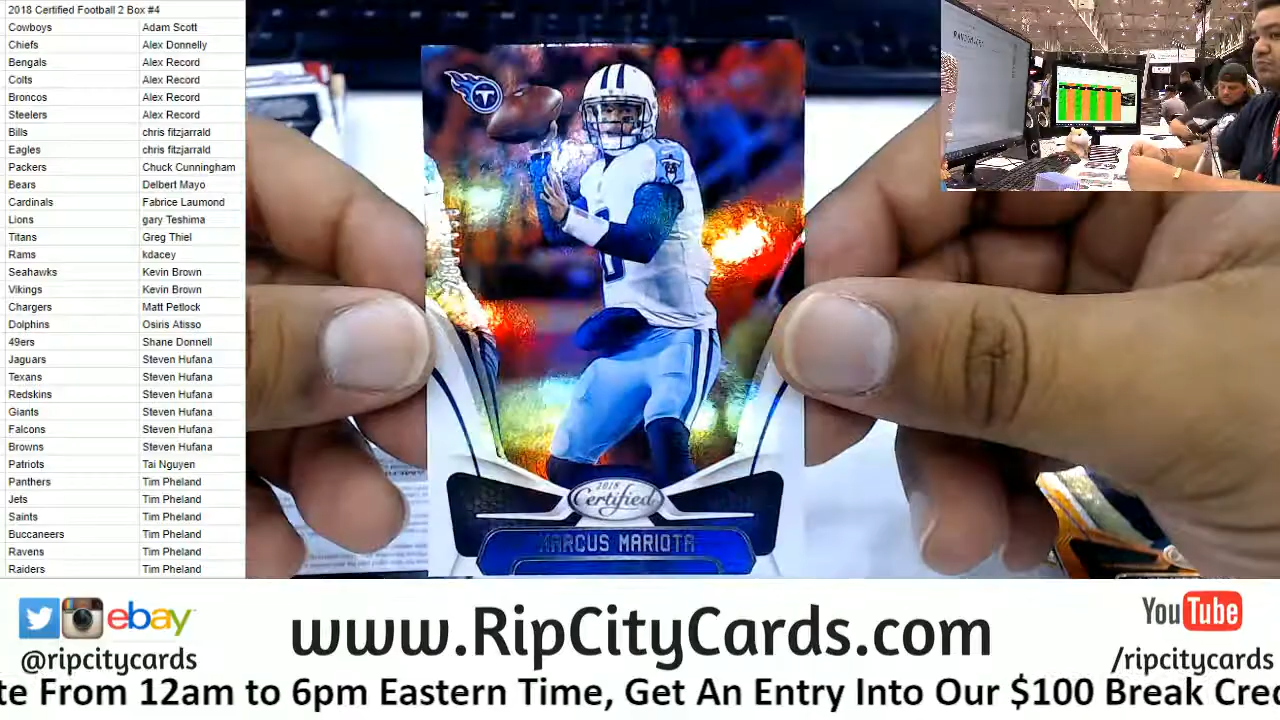 2018 Certified Football 2 Box #4
Cowboys Adam Scott
Chiefs Alex Donnelly
Bengals Alex Record
Colts Alex Record
Broncos Alex Record
Steelers Alex Record
Bills chris fitzjarrald
Eagles chris fitzjarrald
Packers Chuck Cunningham
Bears Delbert Mayo
Cardinals Fabrice Laumond
Lions gary Teshima
Titans Greg Thiel
Rams kdacey
Seahawks Kevin Brown
Vikings Kevin Brown
Chargers Matt Petlock
Dolphins Osiris Atisso
49ers Shane Donnell
Jaguars Steven Hufana
Texans Steven Hufana
Redskins Steven Hufana
Giants Steven Hufana
Falcons Steven Hufana
Browns Steven Hufana
Patriots Tai Nguyen
Panthers Tim Pheland
Jets Tim Pheland
Saints Tim Pheland
Buccaneers Tim Pheland
Ravens Tim Pheland
Raiders Tim Pheland
T
2018
Certified
MARCUS MARIOTA
ebay
@ripcitycards
www.RipCityCards.com
YouTube
/ripcitycards
te From 12am to 6pm Eastern Time, Get An Entry Into Our $100 Break Cre